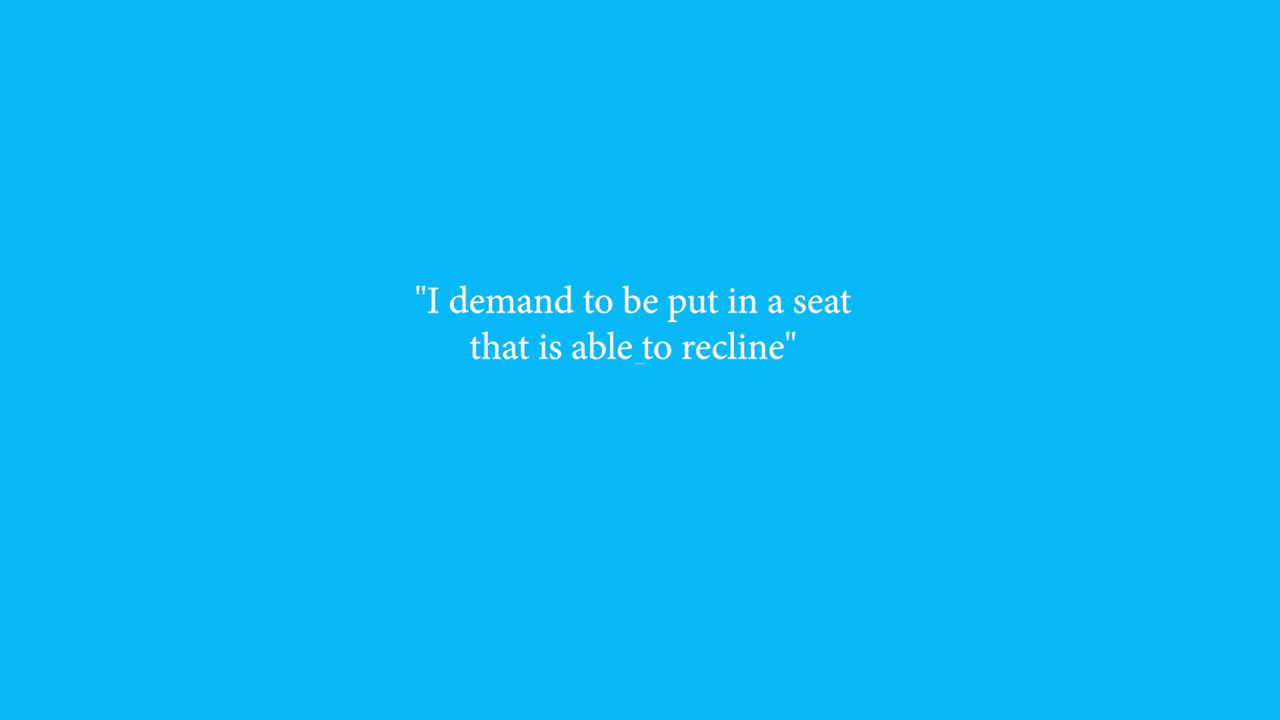 "I demand to be put in a seat
that is able to recline"